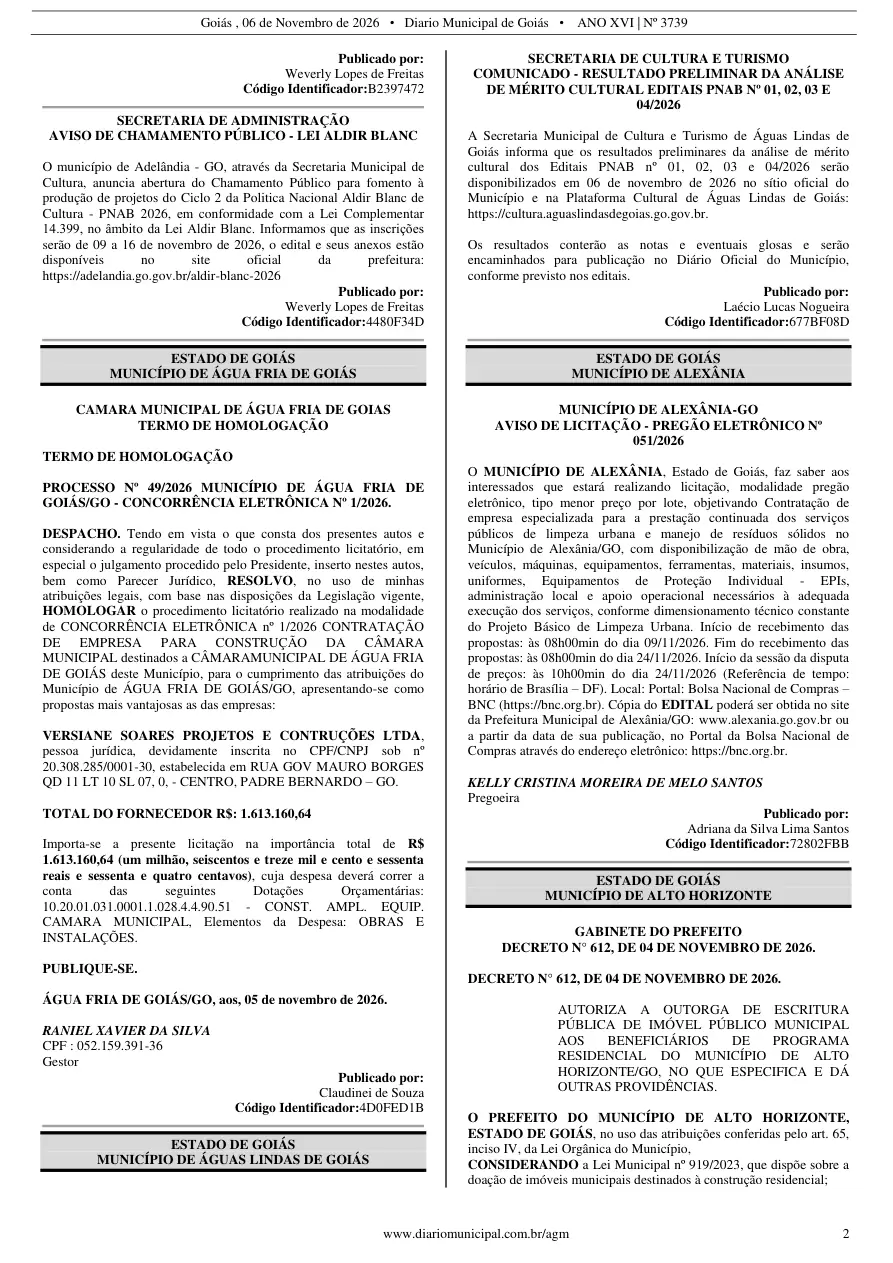 Goiás , 06 de Novembro de 2026 • Diario Municipal de Goiás • ANO XVI | Nº 3739
Publicado por:
Weverly Lopes de Freitas
Código Identificador:B2397472
SECRETARIA DE ADMINISTRAÇÃO
AVISO DE CHAMAMENTO PÚBLICO - LEI ALDIR BLANC
O município de Adelândia - GO, através da Secretaria Municipal de
Cultura, anuncia abertura do Chamamento Público para fomento à
produção de projetos do Ciclo 2 da Politica Nacional Aldir Blanc de
Cultura - PNAB 2026, em conformidade com a Lei Complementar
14.399, no âmbito da Lei Aldir Blanc. Informamos que as inscrições
serão de 09 a 16 de novembro de 2026, o edital e seus anexos estão
disponíveis no site oficial da prefeitura:
https://adelandia.go.gov.br/aldir-blanc-2026
Publicado por:
Weverly Lopes de Freitas
Código Identificador:4480F34D
ESTADO DE GOIÁS
MUNICÍPIO DE ÁGUA FRIA DE GOIÁS
CAMARA MUNICIPAL DE ÁGUA FRIA DE GOIAS
TERMO DE HOMOLOGAÇÃO
TERMO DE HOMOLOGAÇÃO
PROCESSO Nº 49/2026 MUNICÍPIO DE ÁGUA FRIA DE
GOIÁS/GO - CONCORRÊNCIA ELETRÔNICA Nº 1/2026.
DESPACHO. Tendo em vista o que consta dos presentes autos e
considerando a regularidade de todo o procedimento licitatório, em
especial o julgamento procedido pelo Presidente, inserto nestes autos,
bem como Parecer Jurídico, RESOLVO, no uso de minhas
atribuições legais, com base nas disposições da Legislação vigente,
HOMOLOGAR o procedimento licitatório realizado na modalidade
de CONCORRÊNCIA ELETRÔNICA nº 1/2026 CONTRATAÇÃO
DE EMPRESA PARA CONSTRUÇÃO DA CÂMARA
MUNICIPAL destinados a CÂMARAMUNICIPAL DE ÁGUA FRIA
DE GOIÁS deste Município, para o cumprimento das atribuições do
Município de ÁGUA FRIA DE GOIÁS/GO, apresentando-se como
propostas mais vantajosas as das empresas:
VERSIANE SOARES PROJETOS E CONTRUÇÕES LTDA,
pessoa jurídica, devidamente inscrita no CPF/CNPJ sob nº
20.308.285/0001-30, estabelecida em RUA GOV MAURO BORGES
QD 11 LT 10 SL 07, 0, - CENTRO, PADRE BERNARDO – GO.
TOTAL DO FORNECEDOR R$: 1.613.160,64
Importa-se a presente licitação na importância total de R$
1.613.160,64 (um milhão, seiscentos e treze mil e cento e sessenta
reais e sessenta e quatro centavos), cuja despesa deverá correr a
conta das seguintes Dotações Orçamentárias:
10.20.01.031.0001.1.028.4.4.90.51 - CONST. AMPL. EQUIP.
CAMARA MUNICIPAL, Elementos da Despesa: OBRAS E
INSTALAÇÕES.
PUBLIQUE-SE.
ÁGUA FRIA DE GOIÁS/GO, aos, 05 de novembro de 2026.
RANIEL XAVIER DA SILVA
CPF : 052.159.391-36
Gestor
Publicado por:
Claudinei de Souza
Código Identificador:4D0FED1B
ESTADO DE GOIÁS
MUNICÍPIO DE ÁGUAS LINDAS DE GOIÁS
SECRETARIA DE CULTURA E TURISMO
COMUNICADO - RESULTADO PRELIMINAR DA ANÁLISE
DE MÉRITO CULTURAL EDITAIS PNAB Nº 01, 02, 03 E
04/2026
A Secretaria Municipal de Cultura e Turismo de Águas Lindas de
Goiás informa que os resultados preliminares da análise de mérito
cultural dos Editais PNAB nº 01, 02, 03 e 04/2026 serão
disponibilizados em 06 de novembro de 2026 no sítio oficial do
Município e na Plataforma Cultural de Águas Lindas de Goiás:
https://cultura.aguaslindasdegoias.go.gov.br.
Os resultados conterão as notas e eventuais glosas e serão
encaminhados para publicação no Diário Oficial do Município,
conforme previsto nos editais.
Publicado por:
Laécio Lucas Nogueira
Código Identificador:677BF08D
ESTADO DE GOIÁS
MUNICÍPIO DE ALEXÂNIA
MUNICÍPIO DE ALEXÂNIA-GO
AVISO DE LICITAÇÃO - PREGÃO ELETRÔNICO Nº
051/2026
O MUNICÍPIO DE ALEXÂNIA, Estado de Goiás, faz saber aos
interessados que estará realizando licitação, modalidade pregão
eletrônico, tipo menor preço por lote, objetivando Contratação de
empresa especializada para a prestação continuada dos serviços
públicos de limpeza urbana e manejo de resíduos sólidos no
Município de Alexânia/GO, com disponibilização de mão de obra,
veículos, máquinas, equipamentos, ferramentas, materiais, insumos,
uniformes, Equipamentos de Proteção Individual - EPIs,
administração local e apoio operacional necessários à adequada
execução dos serviços, conforme dimensionamento técnico constante
do Projeto Básico de Limpeza Urbana. Início de recebimento das
propostas: às 08h00min do dia 09/11/2026. Fim do recebimento das
propostas: às 08h00min do dia 24/11/2026. Início da sessão da disputa
de preços: às 10h00min do dia 24/11/2026 (Referência de tempo:
horário de Brasília – DF). Local: Portal: Bolsa Nacional de Compras –
BNC (https://bnc.org.br). Cópia do EDITAL poderá ser obtida no site
da Prefeitura Municipal de Alexânia/GO: www.alexania.go.gov.br ou
a partir da data de sua publicação, no Portal da Bolsa Nacional de
Compras através do endereço eletrônico: https://bnc.org.br.
KELLY CRISTINA MOREIRA DE MELO SANTOS
Pregoeira
Publicado por:
Adriana da Silva Lima Santos
Código Identificador:72802FBB
ESTADO DE GOIÁS
MUNICÍPIO DE ALTO HORIZONTE
GABINETE DO PREFEITO
DECRETO N° 612, DE 04 DE NOVEMBRO DE 2026.
DECRETO N° 612, DE 04 DE NOVEMBRO DE 2026.
AUTORIZA A OUTORGA DE ESCRITURA
PÚBLICA DE IMÓVEL PÚBLICO MUNICIPAL
AOS BENEFICIÁRIOS DE PROGRAMA
RESIDENCIAL DO MUNICÍPIO DE ALTO
HORIZONTE/GO, NO QUE ESPECIFICA E DÁ
OUTRAS PROVIDÊNCIAS.
O PREFEITO DO MUNICÍPIO DE ALTO HORIZONTE,
ESTADO DE GOIÁS, no uso das atribuições conferidas pelo art. 65,
inciso IV, da Lei Orgânica do Município,
CONSIDERANDO a Lei Municipal nº 919/2023, que dispõe sobre a
doação de imóveis municipais destinados à construção residencial;
www.diariomunicipal.com.br/agm
2